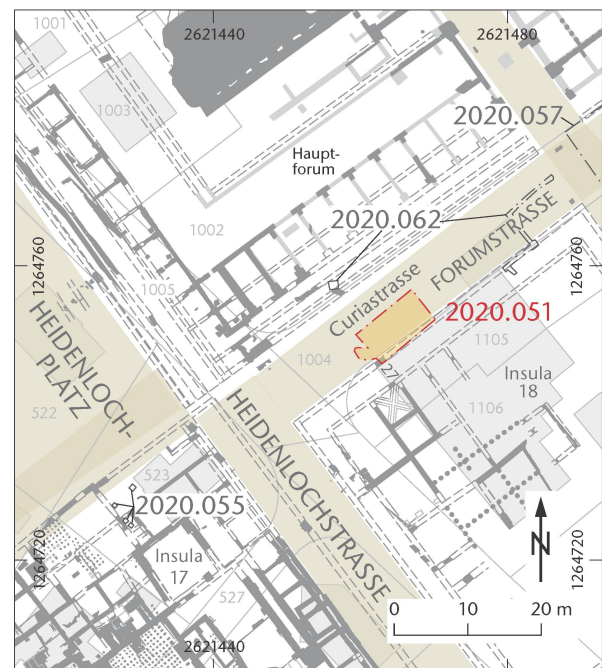 1001
2621440
2621480
1003
2020.057
Haupt-
forum
1002
2020.062
FORUMSTRASSE
1264760
1264760
1005
Curiastrasse
2020.051
1105
HEIDENLOCH-
PLATZ
1004
27
Insula
18
1106
522
HEIDENLOCHSTRASSE
523
2020.055
N
Insula
17
1264720
1264720
527
0 10 20 m
2621440